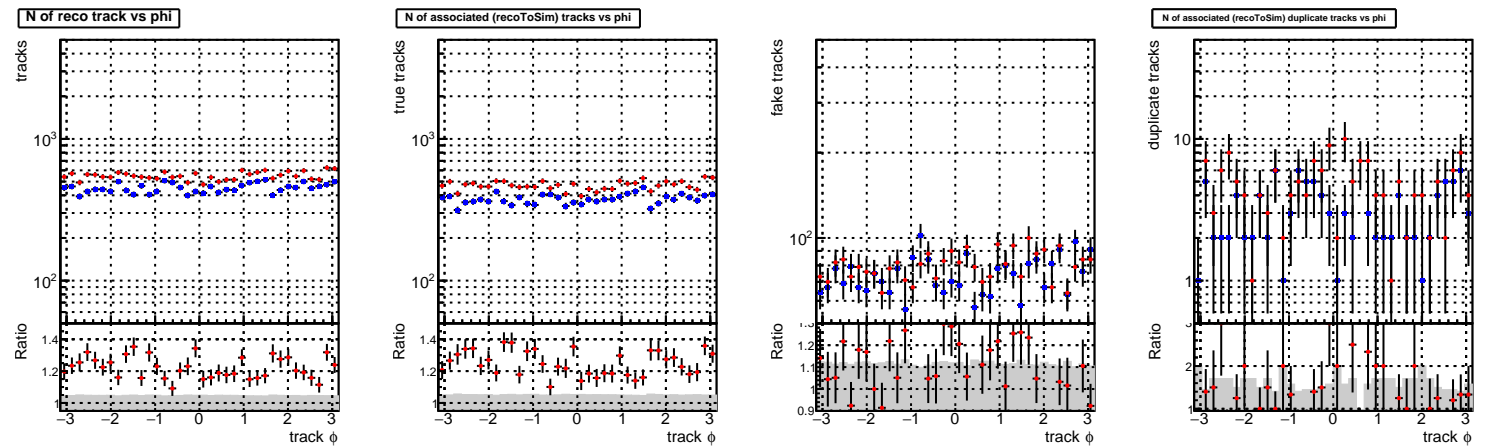 N of reco track vs phi
tracks
10³
10²
Ratio
1.4
1.2
1
−3 −2 −1 0 1 2 3
track ϕ
N of associated (recoToSim) tracks vs phi
true tracks
10³
10²
Ratio
1.4
1.2
1
−3 −2 −1 0 1 2 3
track ϕ
fake tracks
10²
Ratio
1.3
1.2
1.1
1
0.9
−3 −2 −1 0 1 2 3
track ϕ
N of associated (recoToSim) duplicate tracks vs phi
duplicate tracks
10
1
Ratio
3
2
1
−3 −2 −1 0 1 2 3
track ϕ